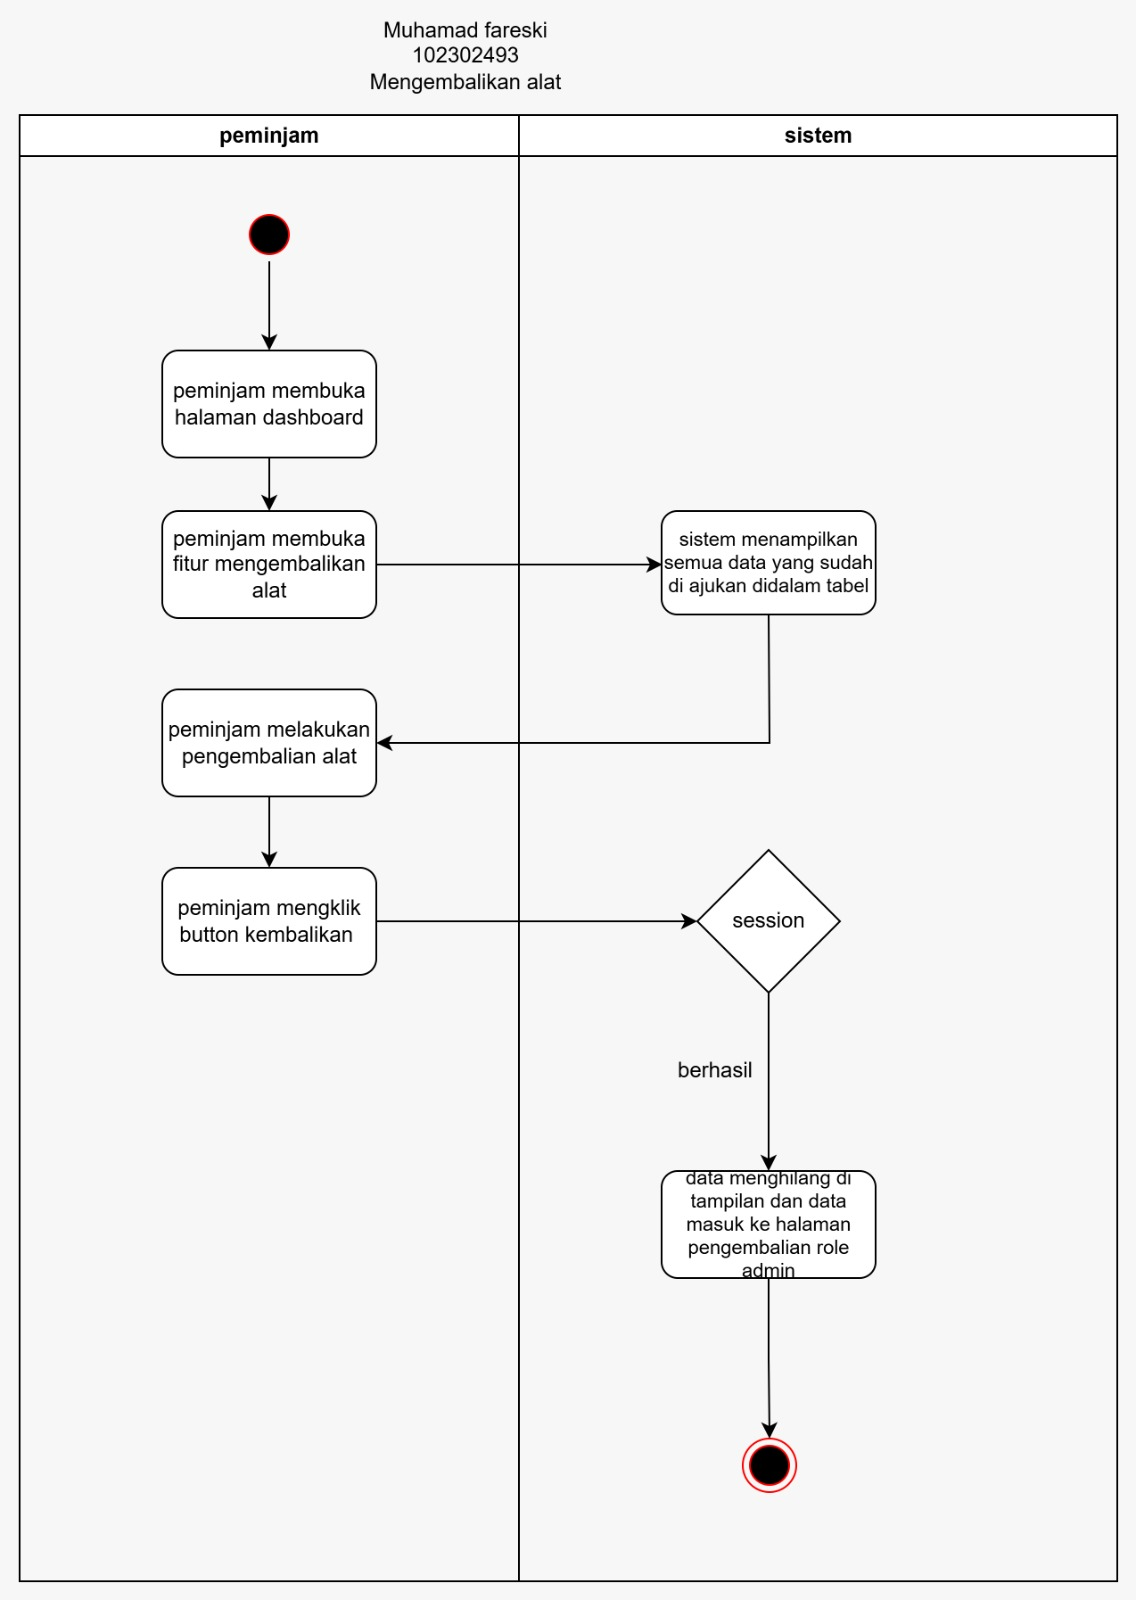 Muhamad fareski
102302493
Mengembalikan alat
peminjam
sistem
peminjam membuka
halaman dashboard
peminjam membuka
fitur mengembalikan
alat
sistem menampilkan
semua data yang sudah
di ajukan didalam tabel
peminjam melakukan
pengembalian alat
peminjam mengklik
button kembalikan
session
berhasil
data menghilang di
tampilan dan data
masuk ke halaman
pengembalian role
admin